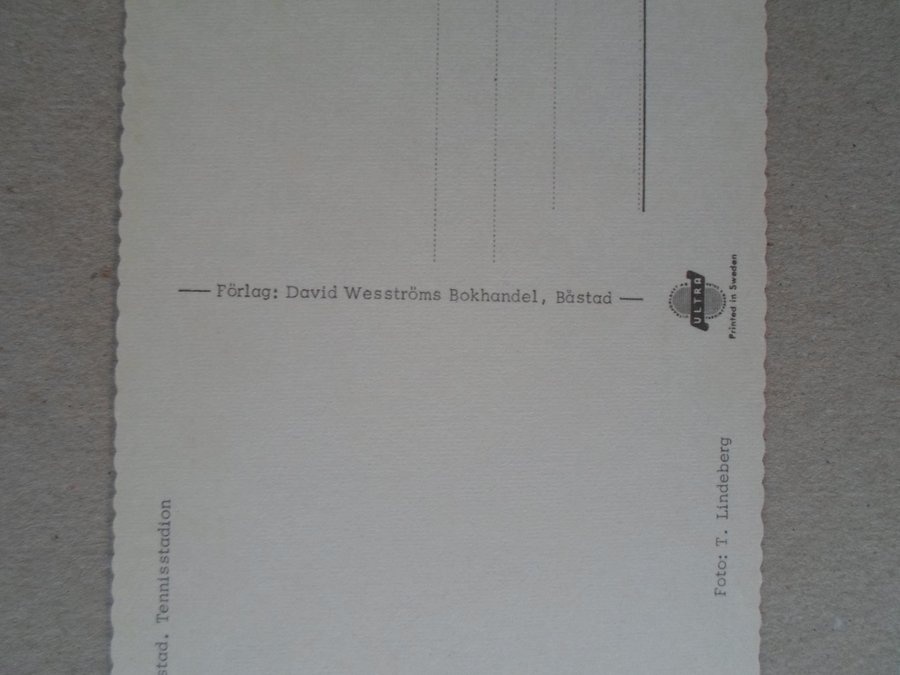 stad. Tennisstadion
Förlag: David Wesströms Bokhandel, Båstad
Foto: T. Lindeberg
ULTRA
Printed in Sweden